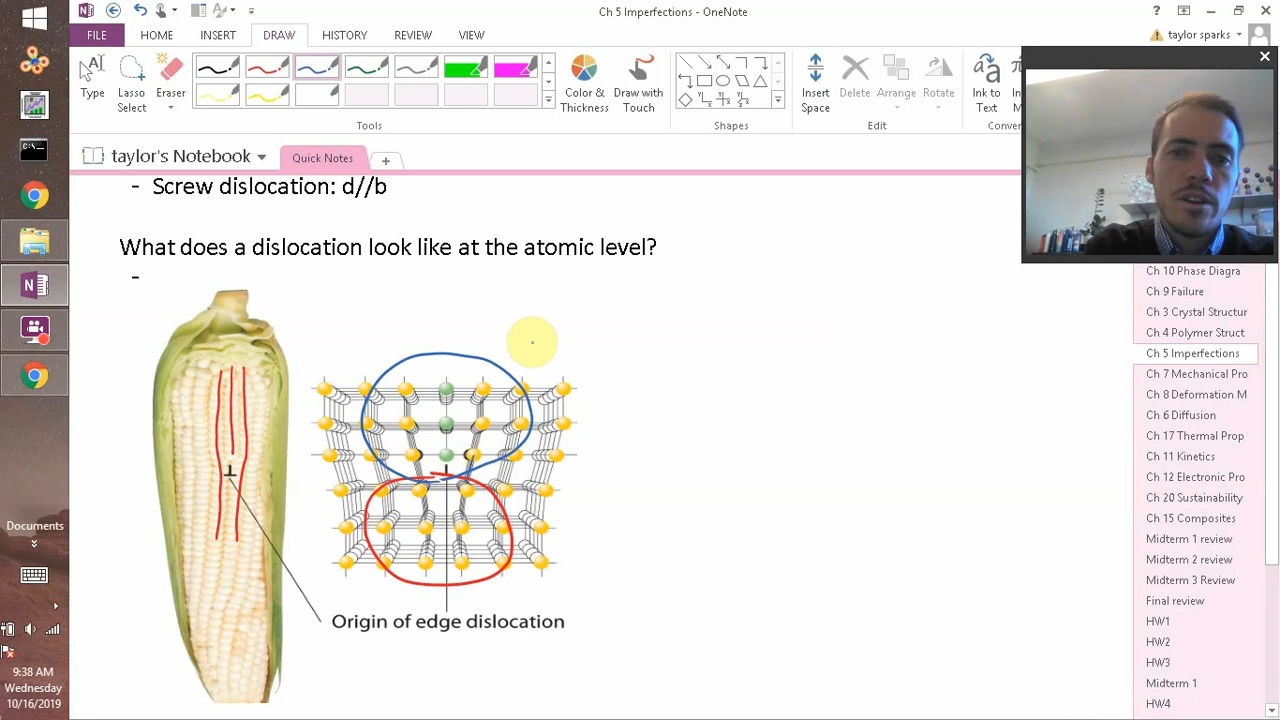 Ch 5 Imperfections - OneNote
?
FILE HOME INSERT DRAW HISTORY REVIEW VIEW
taylor sparks
Type
Lasso Select
Eraser
Color & Thickness
Draw with Touch
Insert Space
Delete
Arrange
Rotate
Ink to Text
Tools
Shapes
Edit
taylor's Notebook
Quick Notes
- Screw dislocation: d//b
What does a dislocation look like at the atomic level?
-
Origin of edge dislocation
Ch 10 Phase Diagra
Ch 9 Failure
Ch 3 Crystal Structur
Ch 4 Polymer Struct
Ch 5 Imperfections
Ch 7 Mechanical Pro
Ch 8 Deformation M
Ch 6 Diffusion
Ch 17 Thermal Prop
Ch 11 Kinetics
Ch 12 Electronic Pro
Ch 20 Sustainability
Ch 15 Composites
Midterm 1 review
Midterm 2 review
Midterm 3 Review
Final review
HW1
HW2
HW3
Midterm 1
HW4
Documents
9:38 AM
Wednesday
10/16/2019